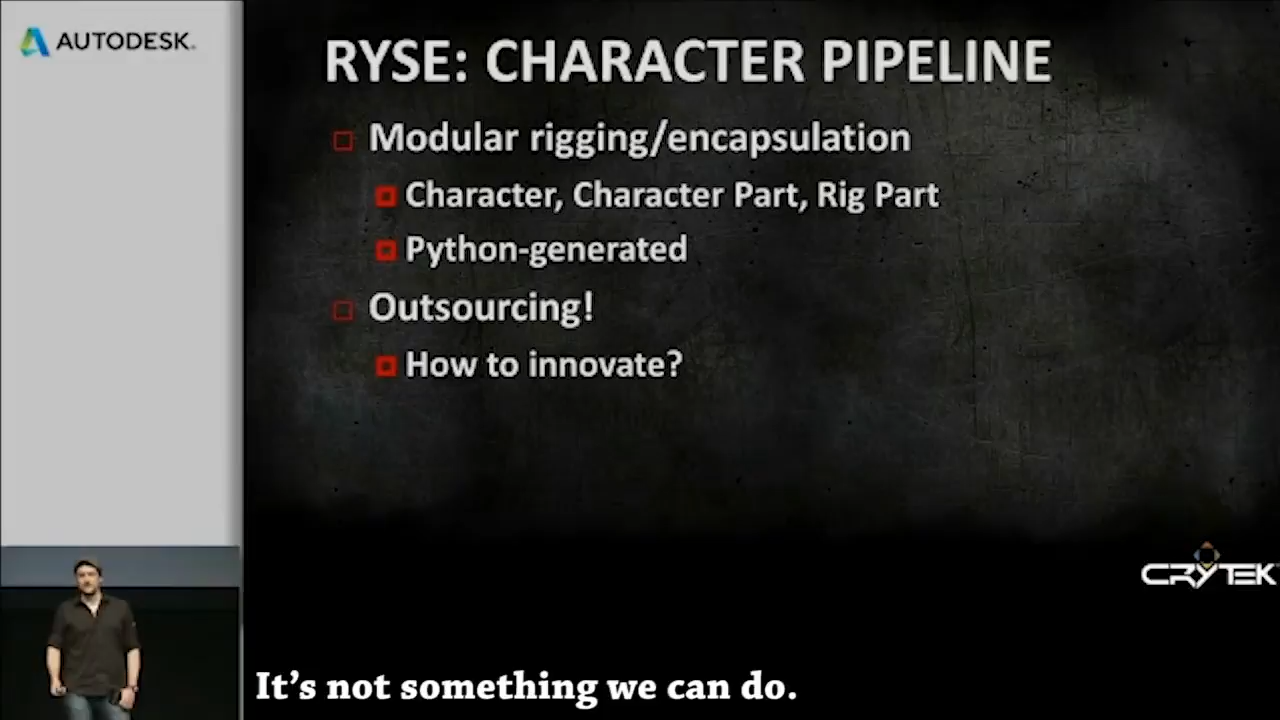 AUTODESK.
RYSE: CHARACTER PIPELINE
Modular rigging/encapsulation
Character, Character Part, Rig Part
Python-generated
Outsourcing!
How to innovate?
CRYTEK
It's not something we can do.